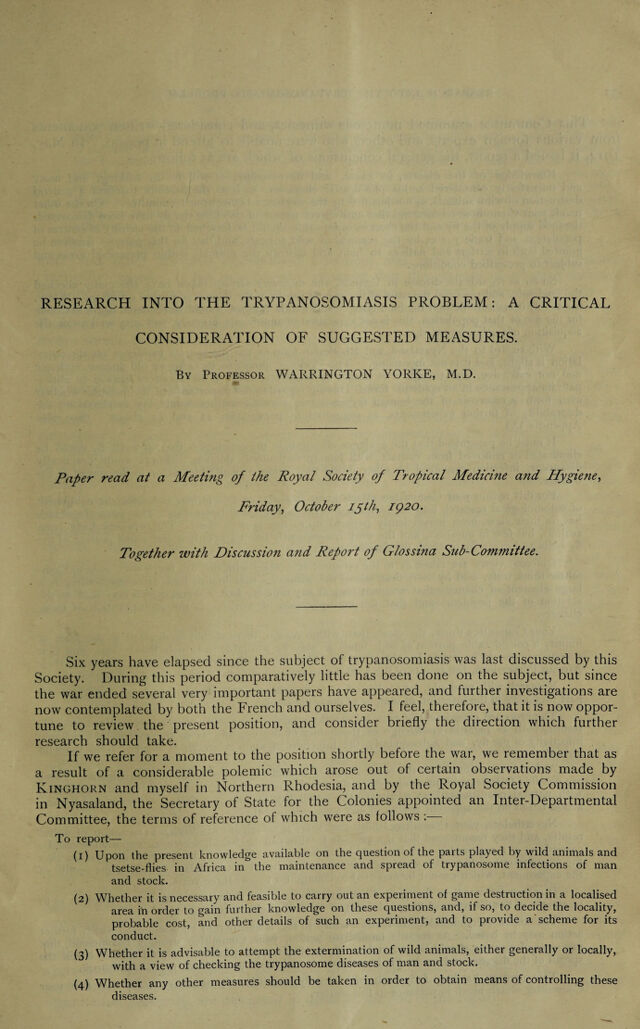 RESEARCH INTO THE TRYPANOSOMIASIS PROBLEM: A CRITICAL
CONSIDERATION OF SUGGESTED MEASURES.
By Professor WARRINGTON YORKE, M.D.
Paper read at a Meeting of the Royal Society of Tropical Medicine and Hygiene,
Friday, October 15th, 1920.
Together with Discussion and Report of Glossina Sub-Committee.
Six years have elapsed since the subject of trypanosomiasis was last discussed by this
Society. During this period comparatively little has been done on the subject, but since
the war ended several very important papers have appeared, and further investigations are
now contemplated by both the French and ourselves. I feel, therefore, that it is now oppor-
tune to review the present position, and consider briefly the direction which further
research should take.
If we refer for a moment to the position shortly before the war, we remember that as
a result of a considerable polemic which arose out of certain observations made by
KINGHORN and myself in Northern Rhodesia, and by the Royal Society Commission
in Nyasaland, the Secretary of State for the Colonies appointed an Inter-Departmental
Committee, the terms of reference of which were as follows :—
To report—
(1) Upon the present knowledge available on the question of the parts played by wild animals and
tsetse-flies in Africa in the maintenance and spread of trypanosome infections of man
and stock.
(2) Whether it is necessary and feasible to carry out an experiment of game destruction in a localised
area in order to gain further knowledge on these questions, and, if so, to decide the locality,
probable cost, and other details of such an experiment, and to provide a scheme for its
conduct.
(3) Whether it is advisable to attempt the extermination of wild animals, either generally or locally,
with a view of checking the trypanosome diseases of man and stock.
(4) Whether any other measures should be taken in order to obtain means of controlling these
diseases.